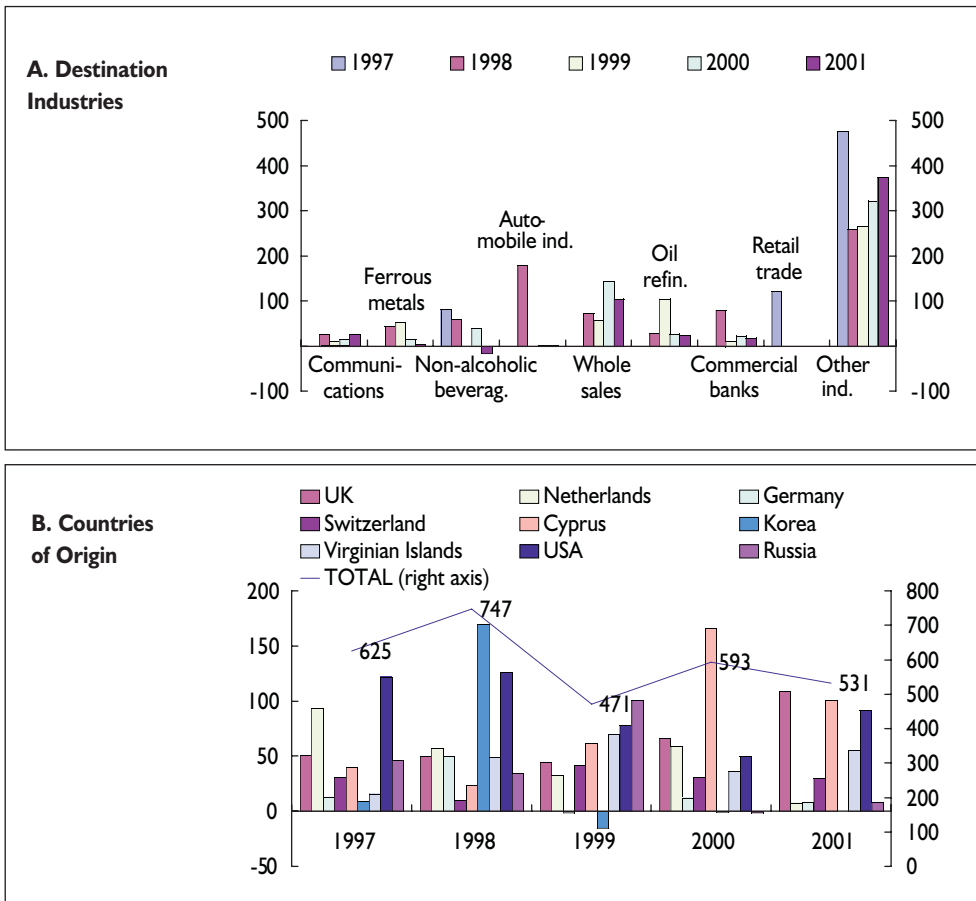 A. Destination
Industries
1997 1998 1999 2000 2001
500 500
400 400
300 300
200 200
100 100
-100 -100
Auto-
mobile ind.
Ferrous
metals
Oil
refin.
Retail
trade
Communi-
cations
Non-alcoholic
beverag.
Whole
sales
Commercial
banks
Other
ind.
B. Countries
of Origin
UK Netherlands Germany
Switzerland Cyprus Korea
Virginian Islands USA Russia
TOTAL (right axis)
200 800
150 700
100 600
50 500
0 400
-50 300
200
100
0
625 747 471 593 531
1997 1998 1999 2000 2001